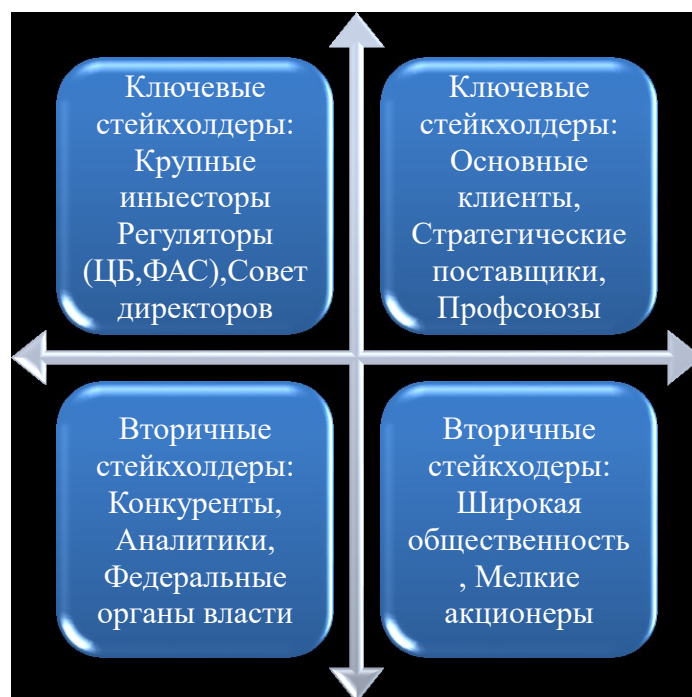 Ключевые
стейкхолдеры:
Крупные
иныесторы
Регуляторы
(ЦБ,ФАС),Совет
директоров
Ключевые
стейкхолдеры:
Основные
клиенты,
Стратегические
поставщики,
Профсоюзы
Вторичные
стейкхолдеры:
Конкуренты,
Аналитики,
Федеральные
органы власти
Вторичные
стейкходеры:
Широкая
общественность
, Мелкие
акционеры